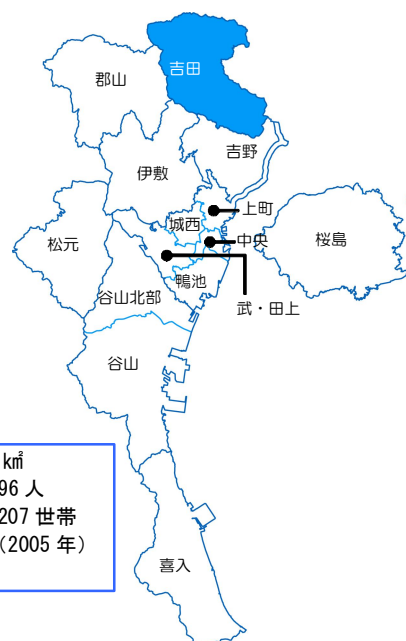 吉田
郡山
吉野
伊敷
上町
城西
松元
中央
桜島
鴨池
谷山北部
武・田上
谷山
k㎡
96 人
207 世帯
（2005 年）
喜入